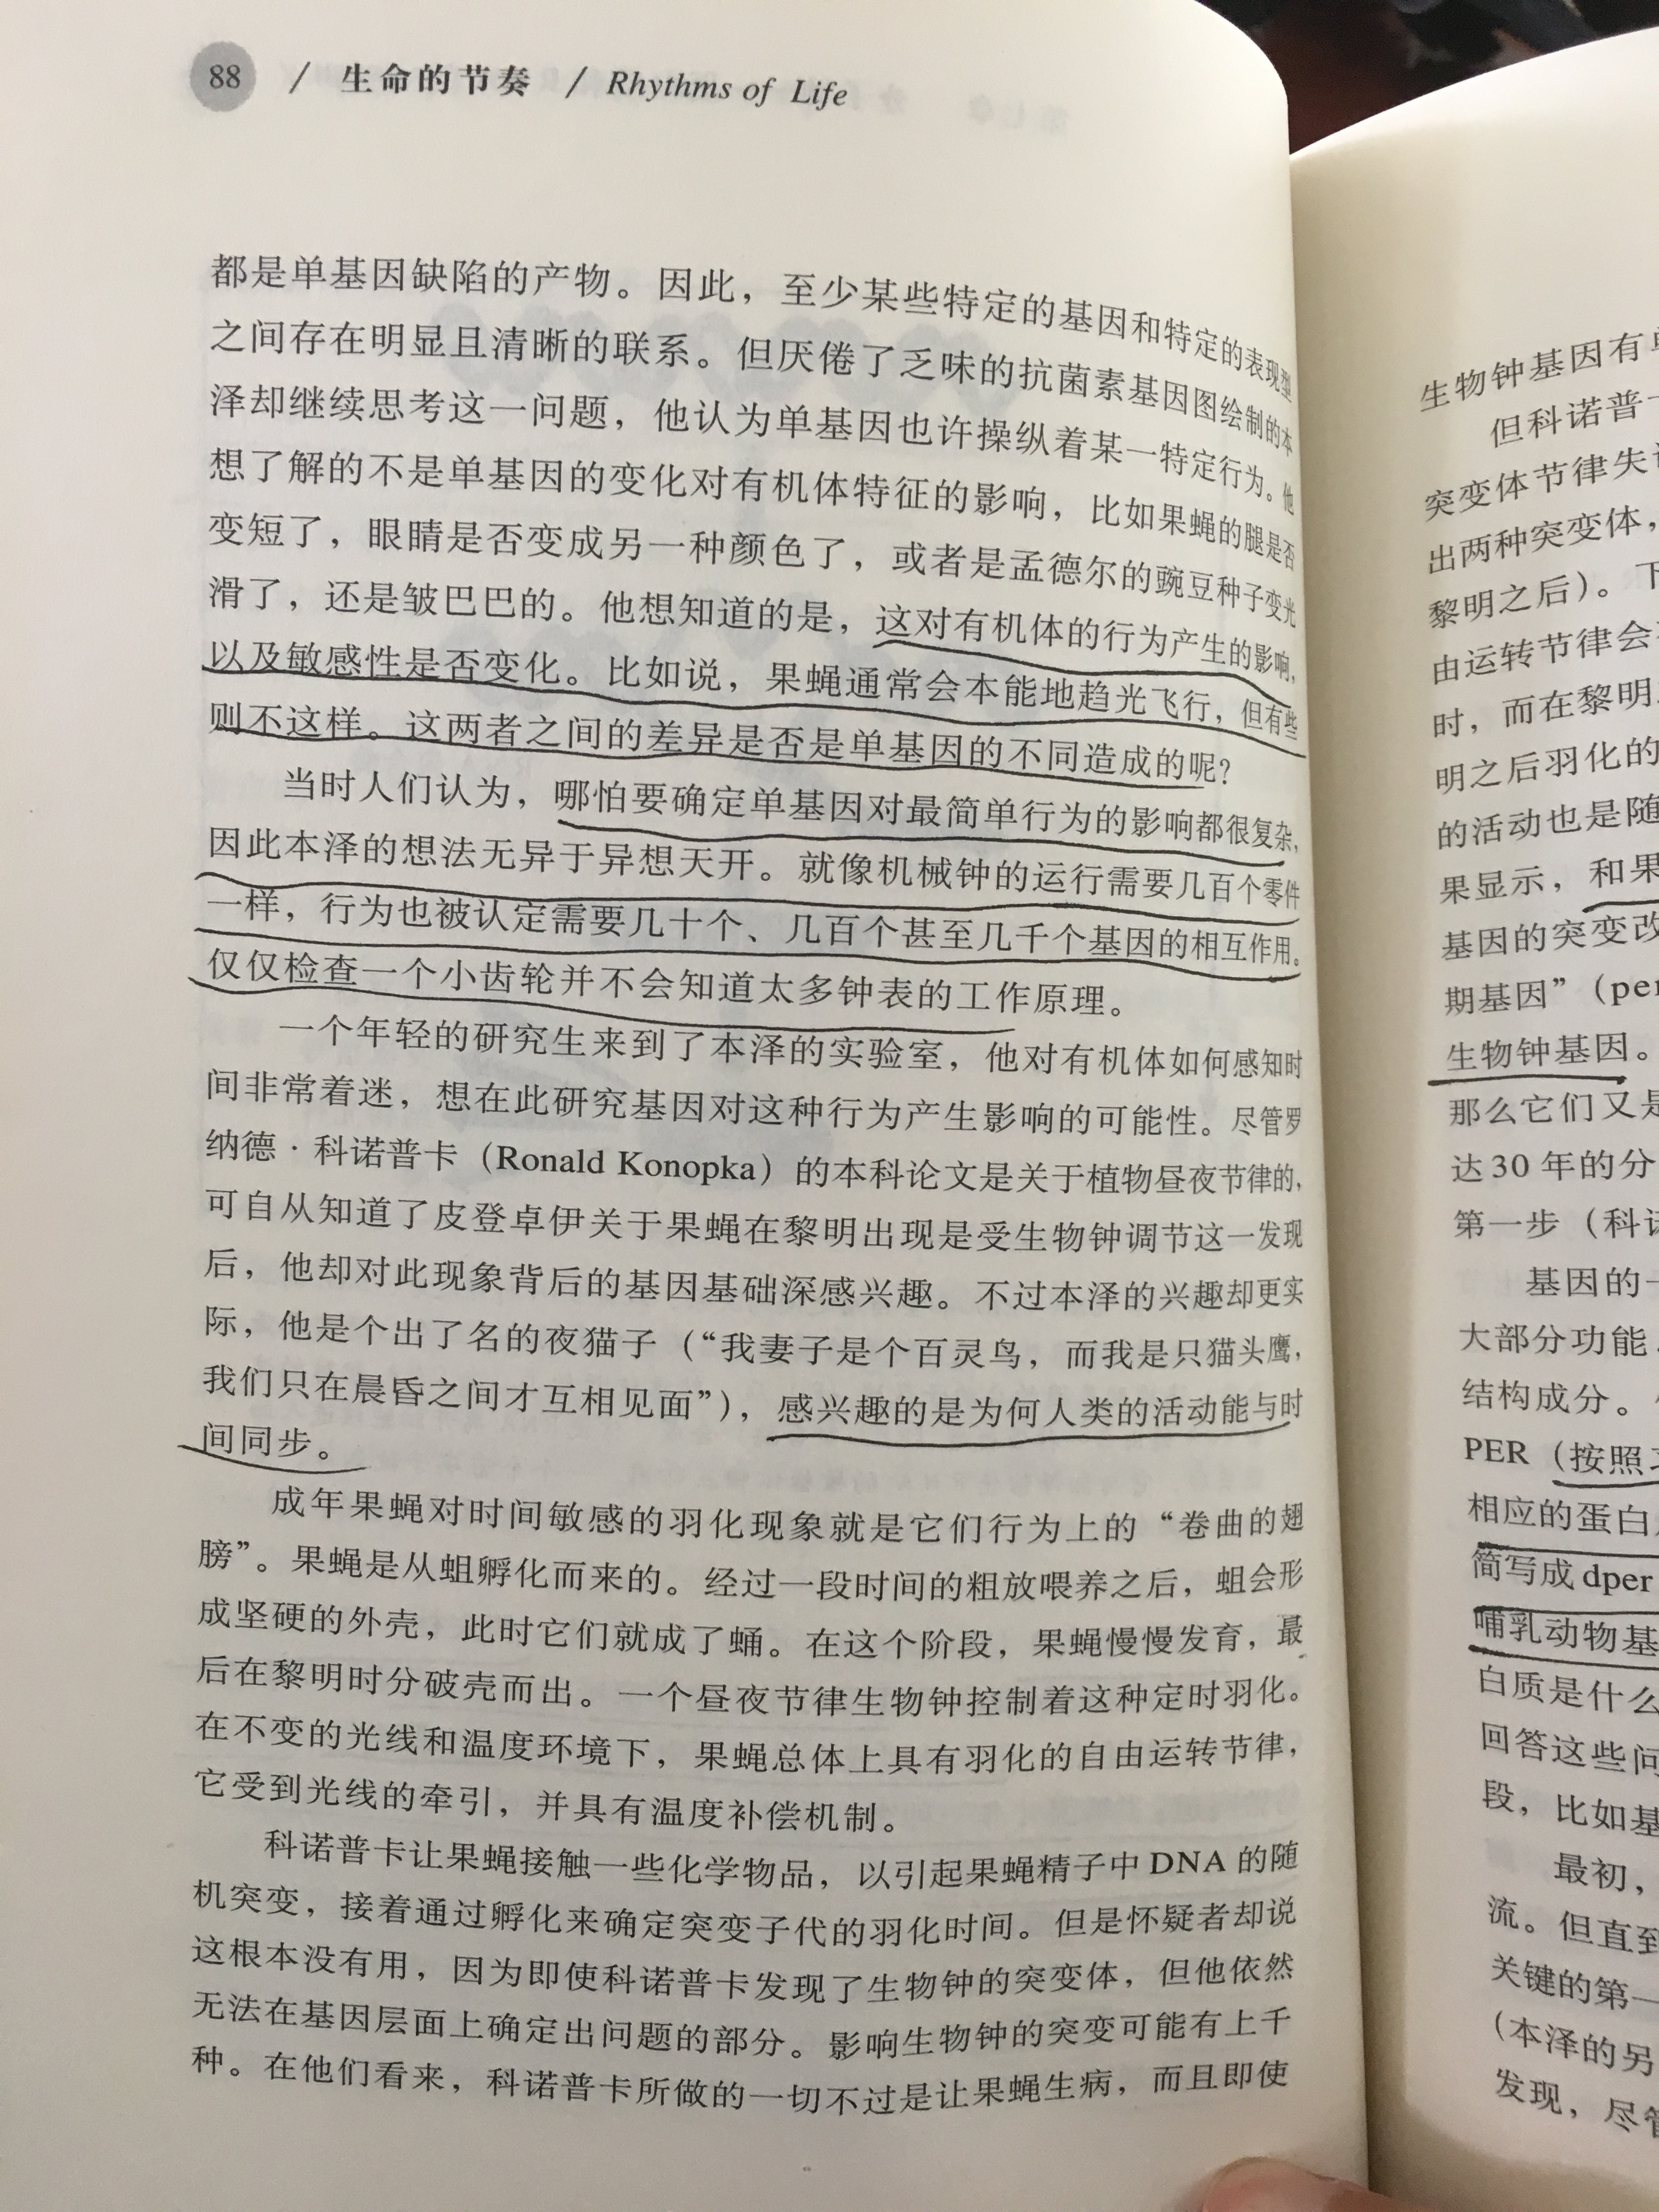 88 / 生命的节奏 / Rhythms of Life
都是单基因缺陷的产物。因此，至少某些特定的基因和特定的表现型
之间存在明显且清晰的联系。但厌倦了乏味的抗菌素基因图绘制的本
泽却继续思考这一问题，他认为单基因也许操纵着某一特定行为。他
想了解的不是单基因的变化对有机体特征的影响，比如果蝇的腿是否
变短了，眼睛是否变成另一种颜色了，或者是孟德尔的豌豆种子变光
滑了，还是皱巴巴的。他想知道的是，这对有机体的行为产生的影响，
以及敏感性是否变化。比如说，果蝇通常会本能地趋光飞行，但有些
则不这样。这两者之间的差异是否是单基因的不同造成的呢？
当时人们认为，哪怕要确定单基因对最简单行为的影响都很复杂，
因此本泽的想法无异于异想天开。就像机械钟的运行需要几百个零件
一样，行为也被认定需要几十个、几百个甚至几千个基因的相互作用。
仅仅检查一个小齿轮并不会知道太多钟表的工作原理。
一个年轻的研究生来到了本泽的实验室，他对有机体如何感知时
间非常着迷，想在此研究基因对这种行为产生影响的可能性。尽管罗
纳德·科诺普卡（Ronald Konopka）的本科论文是关于植物昼夜节律的，
可自从知道了皮登卓伊关于果蝇在黎明出现是受生物钟调节这一发现
后，他却对此现象背后的基因基础深感兴趣。不过本泽的兴趣却更实
际，他是个出了名的夜猫子（“我妻子是个百灵鸟，而我是只猫头鹰，
我们只在晨昏之间才互相见面”），感兴趣的是为何人类的活动能与时
间同步。
成年果蝇对时间敏感的羽化现象就是它们行为上的“卷曲的翅
膀”。果蝇是从蛆孵化而来的。经过一段时间的粗放喂养之后，蛆会形
成坚硬的外壳，此时它们就成了蛹。在这个阶段，果蝇慢慢发育，最
后在黎明时分破壳而出。一个昼夜节律生物钟控制着这种定时羽化。
在不变的光线和温度环境下，果蝇总体上具有羽化的自由运转节律，
它受到光线的牵引，并具有温度补偿机制。
科诺普卡让果蝇接触一些化学物品，以引起果蝇精子中 DNA 的随
机突变，接着通过孵化来确定突变子代的羽化时间。但是怀疑者却说
这根本没有用，因为即使科诺普卡发现了生物钟的突变体，但他依然
无法在基因层面上确定出问题的部分。影响生物钟的突变可能有上千
种。在他们看来，科诺普卡所做的一切不过是让果蝇生病，而且即使
生物钟基因有
但科诺普
突变体节律失
出两种突变体，
黎明之后）。
由运转节律会
时，而在黎明
明之后羽化的
的活动也是随
果显示，和果
基因的突变改
期基因”（per
生物钟基因。
那么它们又是
达 30 年的分
第一步（科
基因的
大部分功能
结构成分。
PER（按照
相应的蛋白
简写成 dper
哺乳动物基
白质是什么
回答这些问
段，比如基
最初，
流。但直到
关键的第一
（本泽的另
发现，尽管